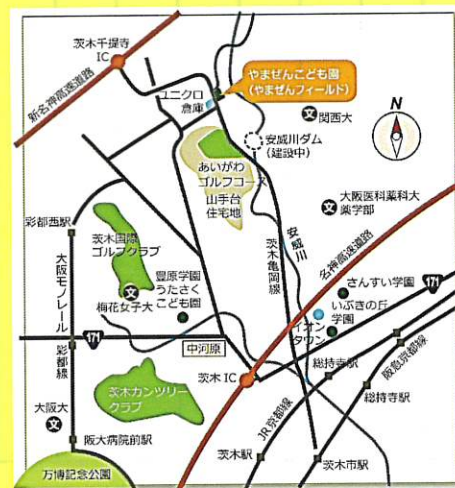 茨木千提寺
IC
新名神高速道路
ユニクロ
倉庫
やまぜんこども園
(やまぜんフィールド)
文
関西大
N
安威川ダム
(建設中)
あいがわ
ゴルフコース
山手台
住宅地
文
大阪医科薬科大
薬学部
彩都西駅
茨木国際
ゴルフクラブ
文
梅花女子大
豊原学園
うたさく
こども園
茨木亀岡線
安威川
名神高速道路
さんすい学園
171
いぶきの丘
学園
イオン
タウン
大阪モノレール
彩都線
171
中河原
茨木カンツリー
クラブ
茨木IC
総持寺駅
阪急京都線
総持寺駅
JR京都線
大阪大
文
阪大病院前駅
茨木駅
茨木市駅
万博記念公園